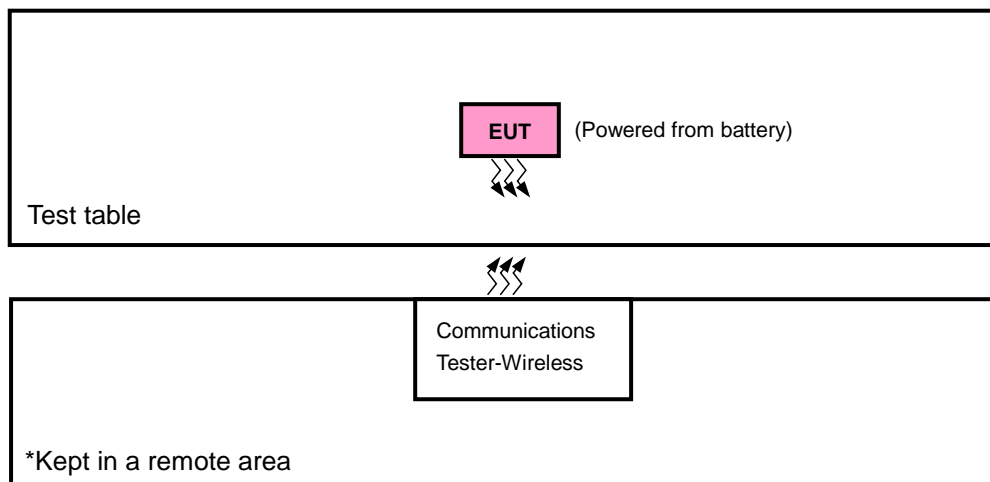 EUT
(Powered from battery)
Test table
Communications
Tester-Wireless
*Kept in a remote area